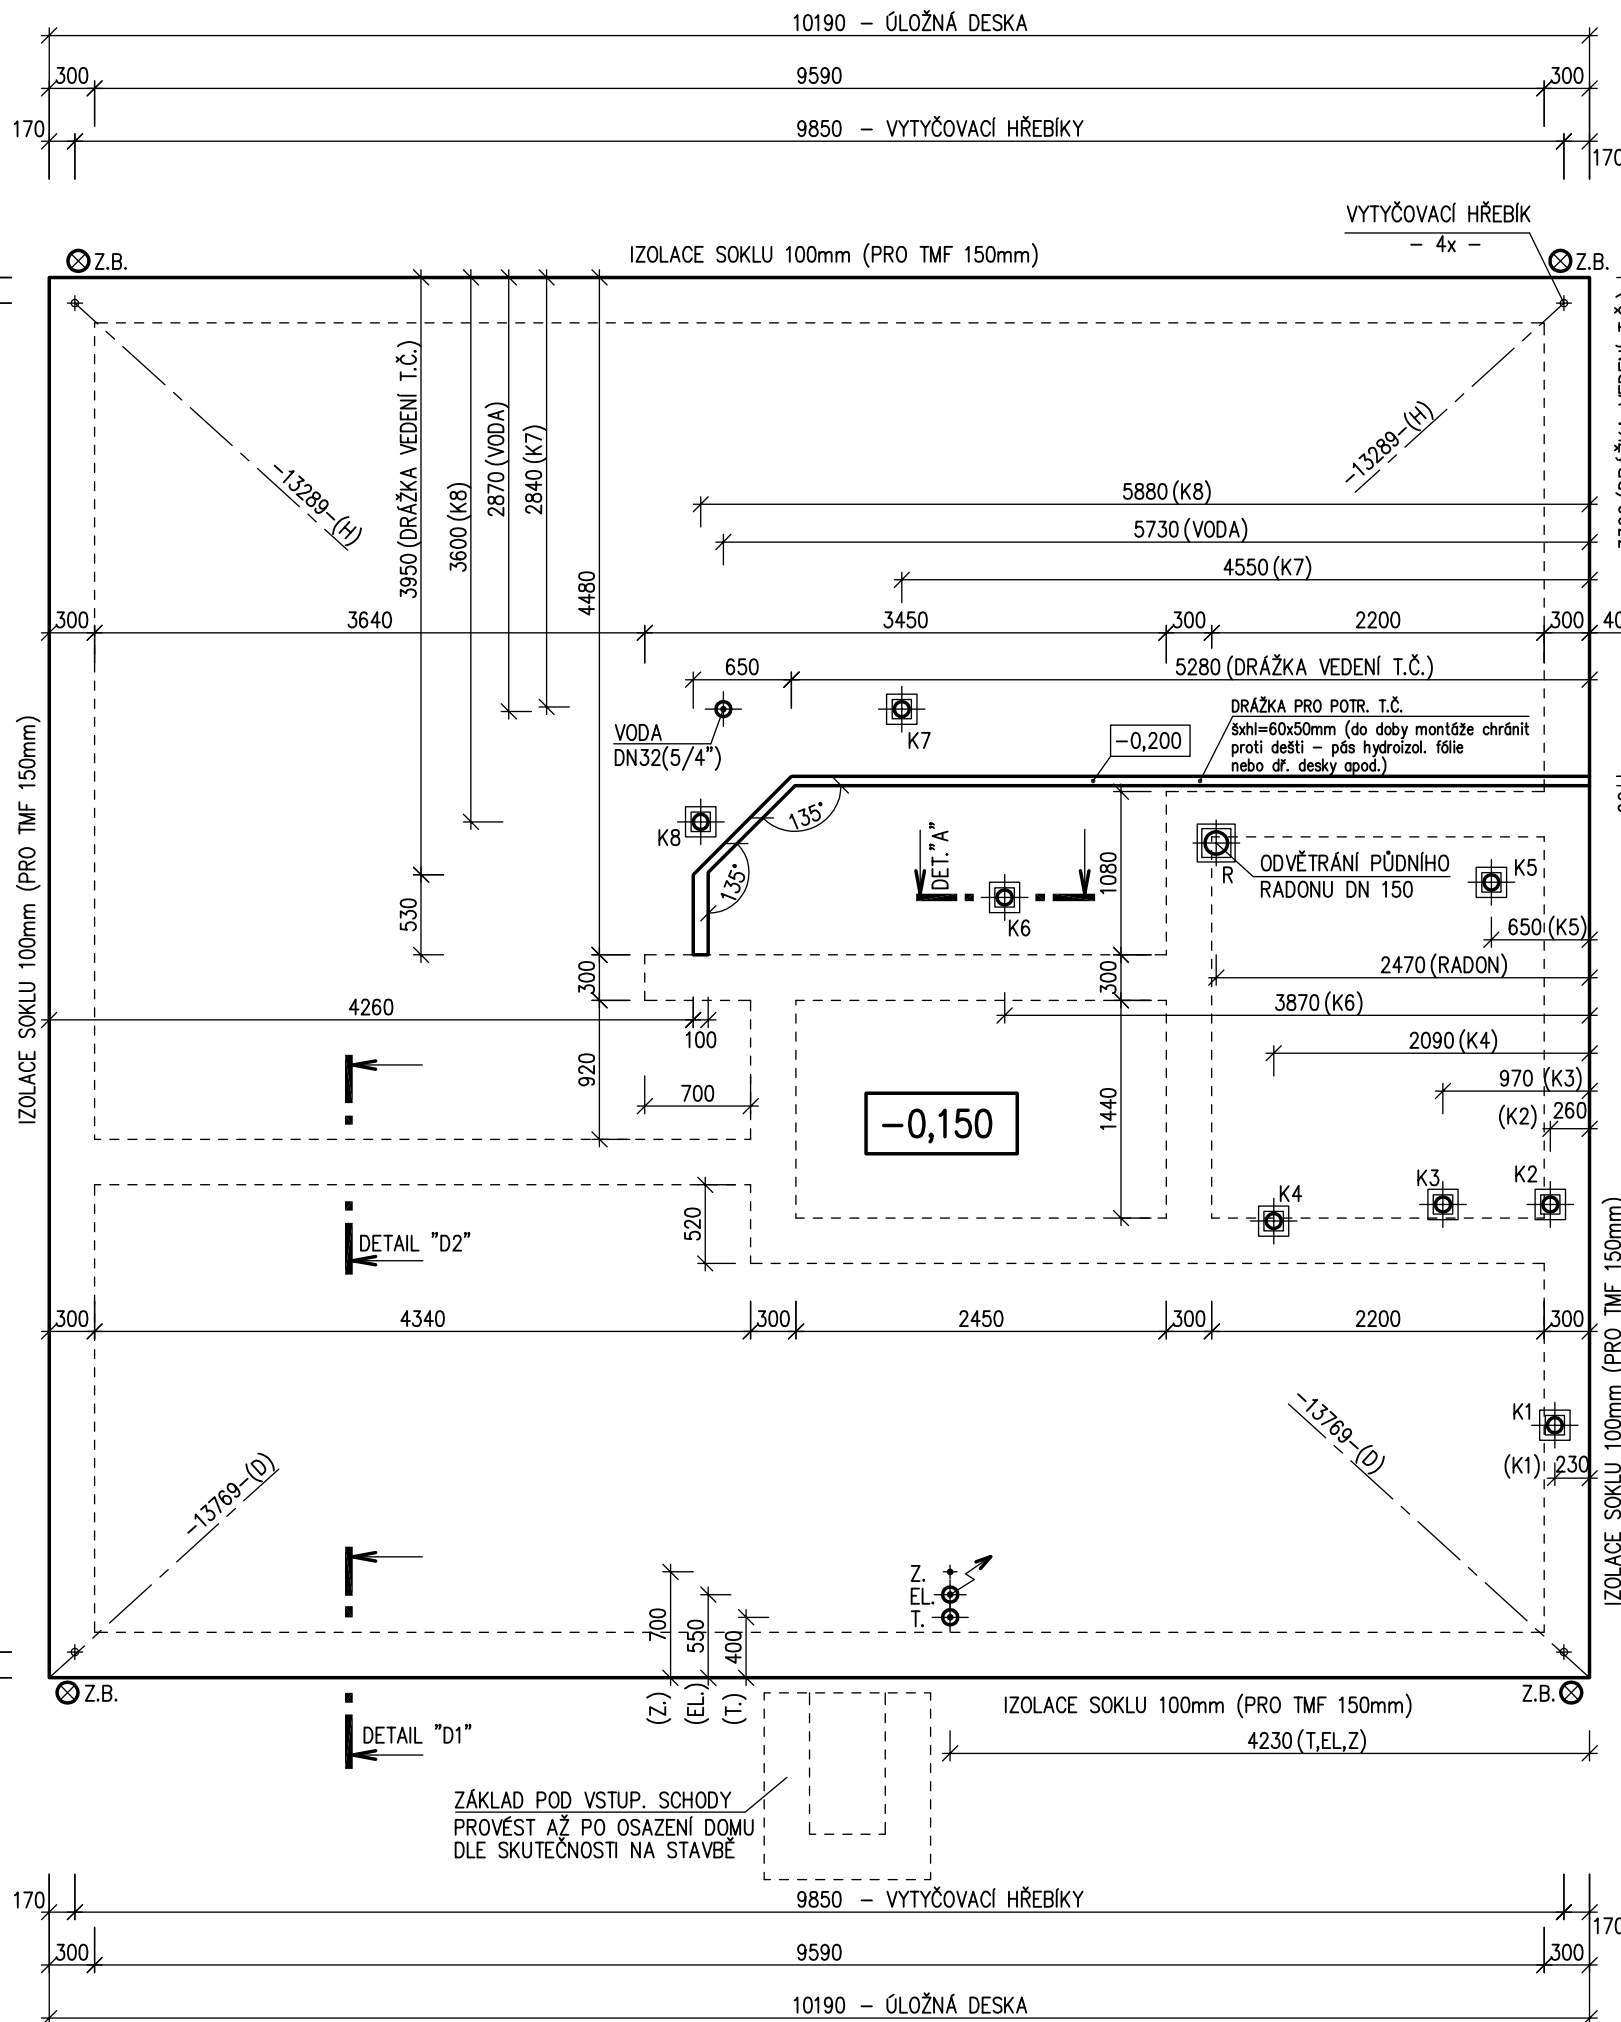 10190 – ÚLOŽNÁ DESKA
300
9590
300
170
9850 – VYTYČOVACÍ HŘEBÍKY
170
VYTYČOVACÍ HŘEBÍK
– 4x –
Z.B.
IZOLACE SOKLU 100mm (PRO TMF 150mm)
Z.B.
-13289-(H)
-13289-(H)
3950(DRÁŽKA VEDENÍ T.Č.)
3600(K8)
2870(VODA)
2840(K7)
4480
5880(K8)
5730(VODA)
4550(K7)
300
3640
3450
300
2200
300
40
650
5280(DRÁŽKA VEDENÍ T.Č.)
VODA
DN32(5/4")
K7
-0,200
DRÁŽKA PRO POTR. T.Č.
šxhl=60x50mm (do doby montáže chránit
proti dešti – pás hydroizol. fólie
nebo dř. desky apod.)
K8
135°
135°
DET."A"
K6
1080
R
ODVĚTRÁNÍ PŮDNÍHO
RADONU DN 150
K5
650(K5)
530
300
300
2470(RADON)
4260
100
3870(K6)
920
2090(K4)
700
1440
970 (K3)
(K2) 260
-0,150
IZOLACE SOKLU 100mm (PRO TMF 150mm)
K4
K3
K2
520
DETAIL "D2"
300
4340
300
2450
300
2200
300
IZOLACE SOKLU 100mm (PRO TMF 150mm)
K1
(K1) 230
-13769-(D)
-13769-(D)
Z.
EL.
T.
700
550
400
(Z.)
(EL.)
(T.)
Z.B.
Z.B.
IZOLACE SOKLU 100mm (PRO TMF 150mm)
DETAIL "D1"
4230(T,EL,Z)
ZÁKLAD POD VSTUP. SCHODY
PROVÉST AŽ PO OSAZENÍ DOMU
DLE SKUTEČNOSTI NA STAVBĚ
170
9850 – VYTYČOVACÍ HŘEBÍKY
170
300
9590
300
10190 – ÚLOŽNÁ DESKA